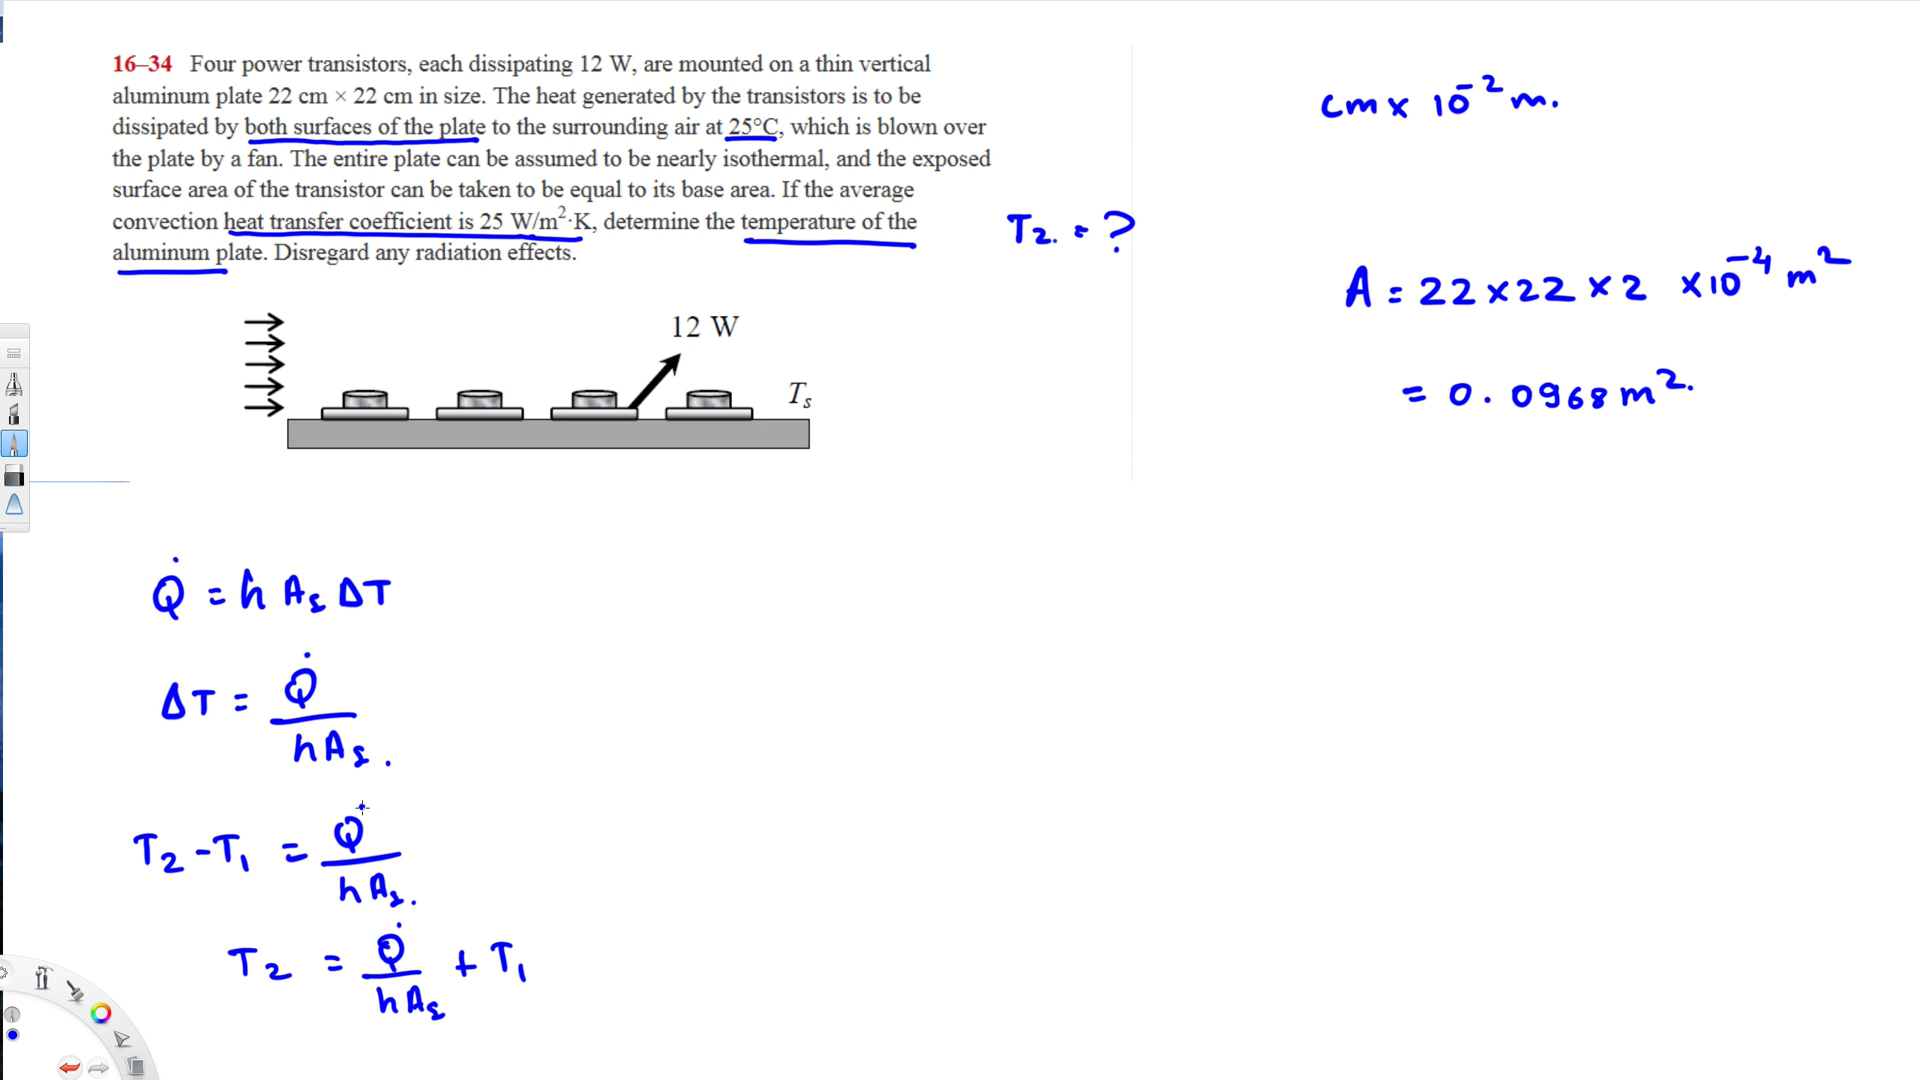 16–34 Four power transistors, each dissipating 12 W, are mounted on a thin vertical
aluminum plate 22 cm × 22 cm in size. The heat generated by the transistors is to be
dissipated by both surfaces of the plate to the surrounding air at 25°C, which is blown over
the plate by a fan. The entire plate can be assumed to be nearly isothermal, and the exposed
surface area of the transistor can be taken to be equal to its base area. If the average
convection heat transfer coefficient is 25 W/m²·K, determine the temperature of the
aluminum plate. Disregard any radiation effects.
T₂. = ?
cm × 10⁻² m.
A = 22 × 22 × 2 × 10⁻⁴ m²
= 0.0968 m².
12 W
Tₛ
Q̇ = h Aₛ ΔT
ΔT = Q̇ / hAₛ.
T₂ - T₁ = Q / hAₛ.
T₂ = Q̇ / hAₛ + T₁